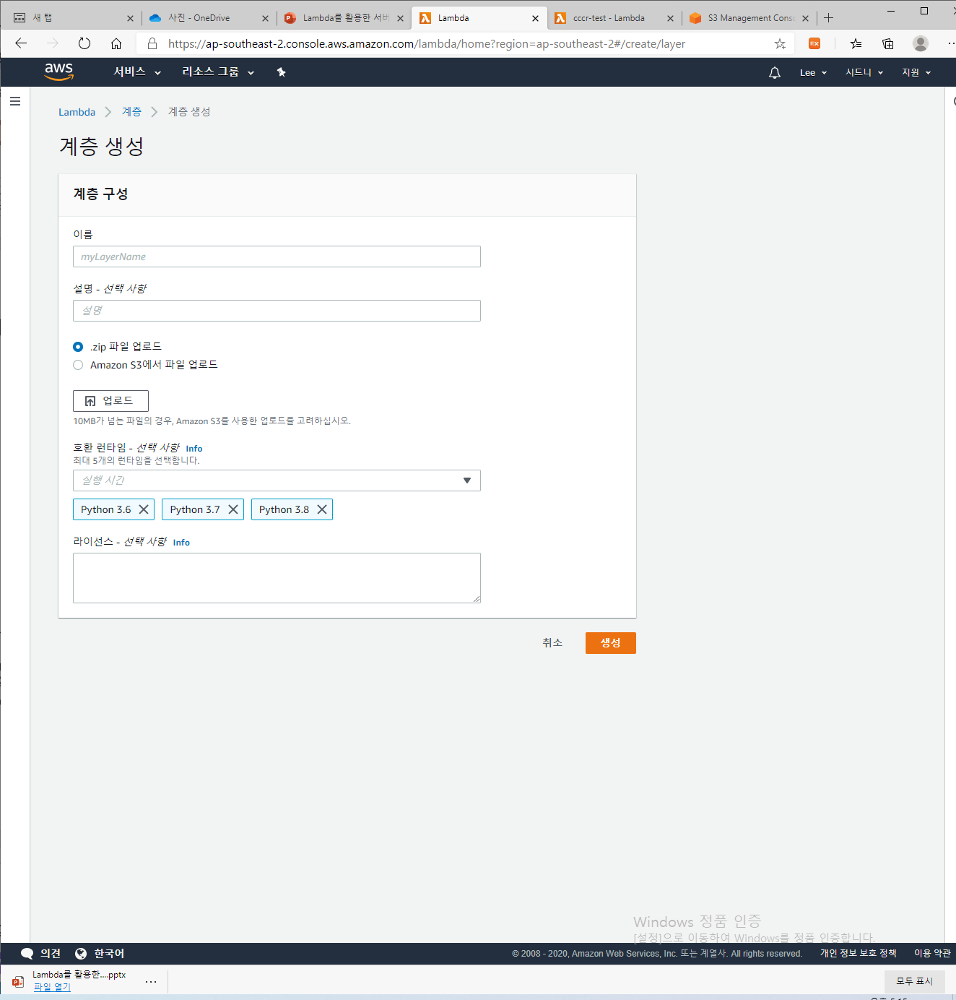 새 탭
사진 - OneDrive
Lambda를 활용한 서버
Lambda
cccr-test - Lambda
S3 Management Consc
https://ap-southeast-2.console.aws.amazon.com/lambda/home?region=ap-southeast-2#/create/layer
aws
서비스
리소스 그룹
Lee
시드니
지원
Lambda
계층
계층 생성
계층 생성
계층 구성
이름
myLayerName
설명 - 선택 사항
설명
.zip 파일 업로드
Amazon S3에서 파일 업로드
업로드
10MB가 넘는 파일의 경우, Amazon S3를 사용한 업로드를 고려하십시오.
호환 런타임 - 선택 사항 Info
최대 5개의 런타임을 선택합니다.
실행 시간
Python 3.6
Python 3.7
Python 3.8
라이선스 - 선택 사항 Info
취소
생성
Windows 정품 인증
[설정]으로 이동하여 Windows를 정품 인증합니다.
의견
한국어
© 2008 - 2020, Amazon Web Services, Inc. 또는 계열사. All rights reserved.
개인 정보 보호 정책
이용 약관
Lambda를 활용한....pptx
파일 열기
모두 표시